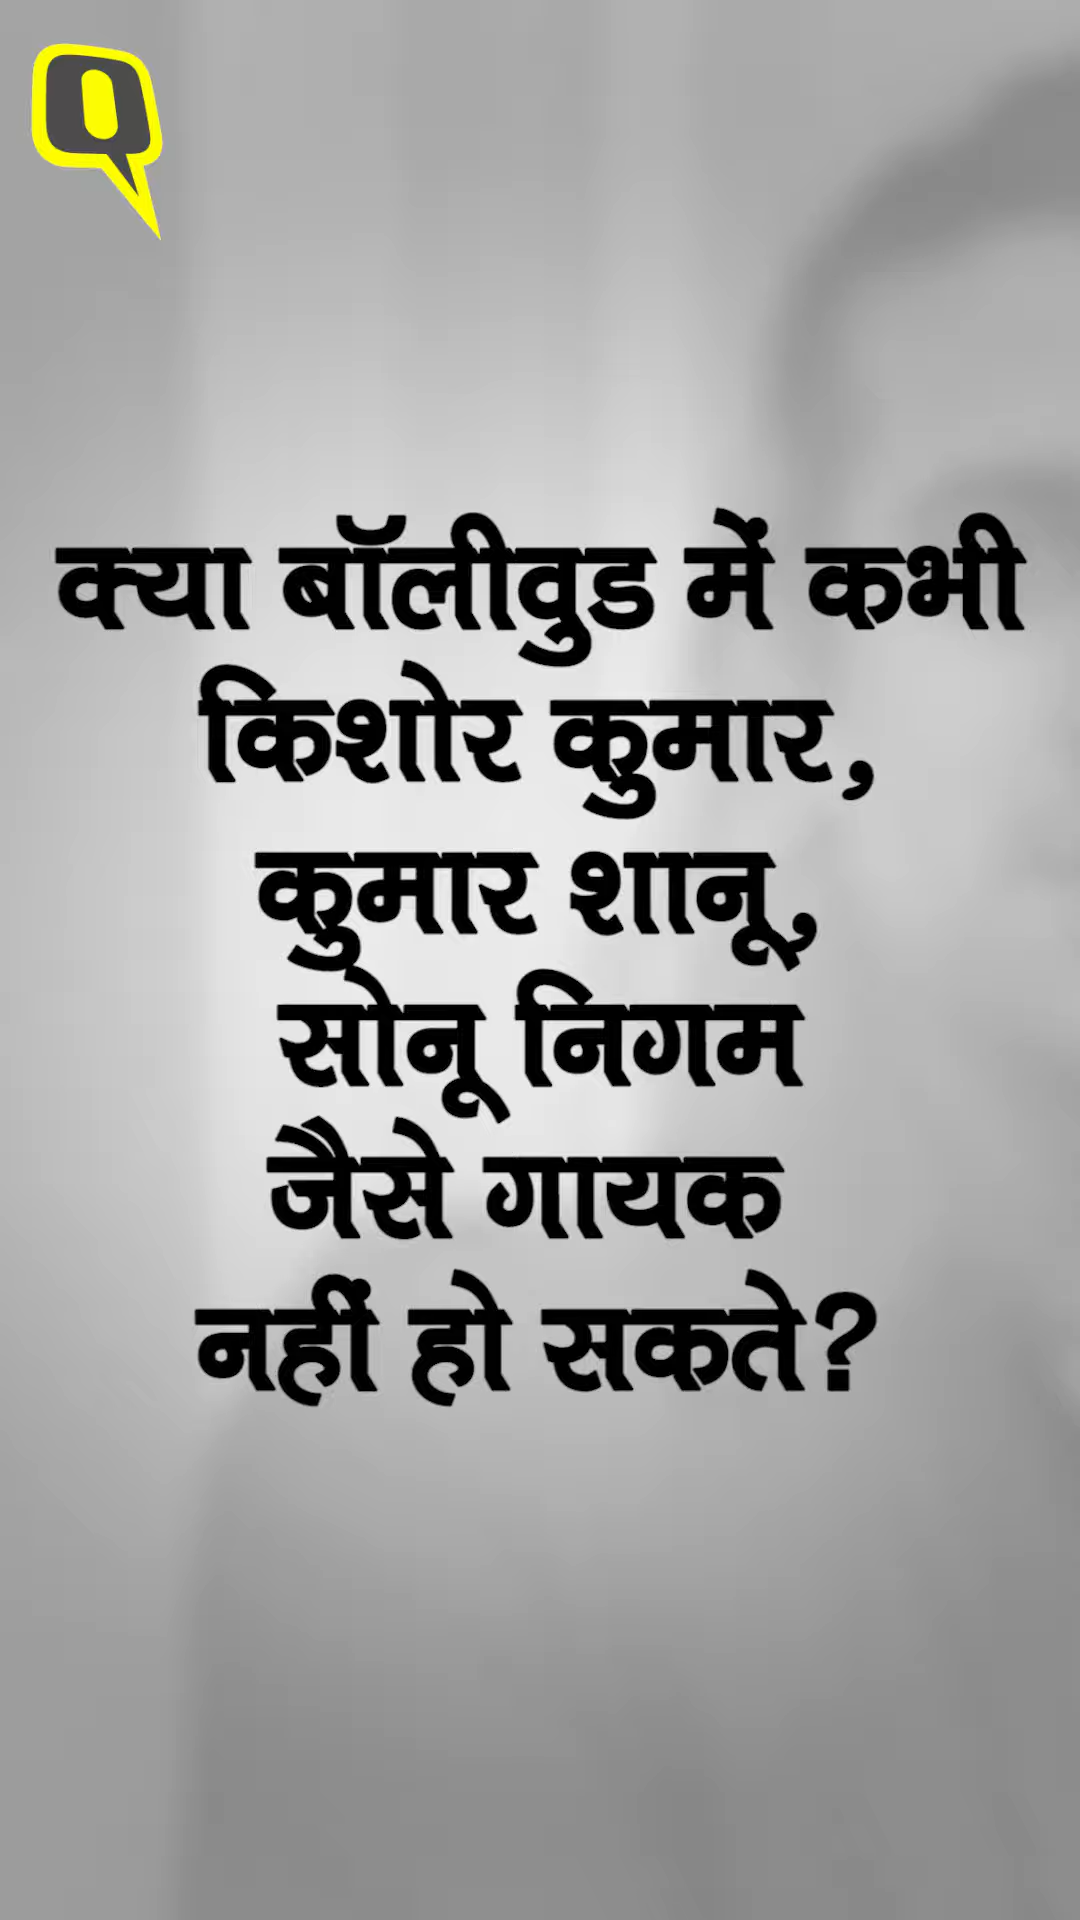 क्या बॉलीवुड में कभी
किशोर कुमार,
कुमार शानू,
सोनू निगम
जैसे गायक
नहीं हो सकते?